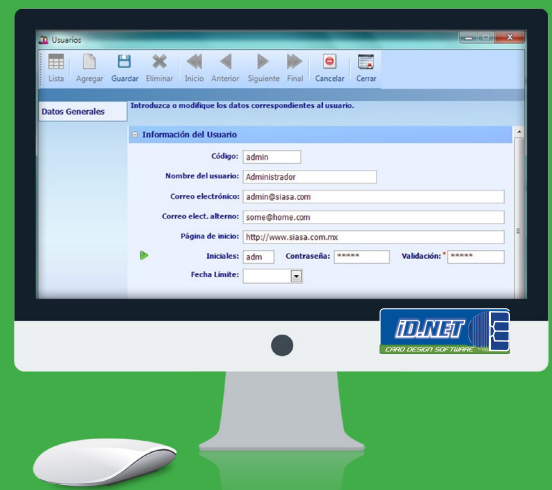 Usuarios
Lista Agregar Guardar Eliminar Inicio Anterior Siguiente Final Cancelar Cerrar
Datos Generales
Introduzca o modifique los datos correspondientes al usuario.
Información del Usuario
Código: admin
Nombre del usuario: Administrador
Correo electrónico: admin@siasa.com
Correo elect. alterno: some@home.com
Página de inicio: http://www.siasa.com.mx
Iniciales: adm Contraseña: ***** Validación:* *****
Fecha Límite:
iD.NET
CARD DESIGN SOFTWARE